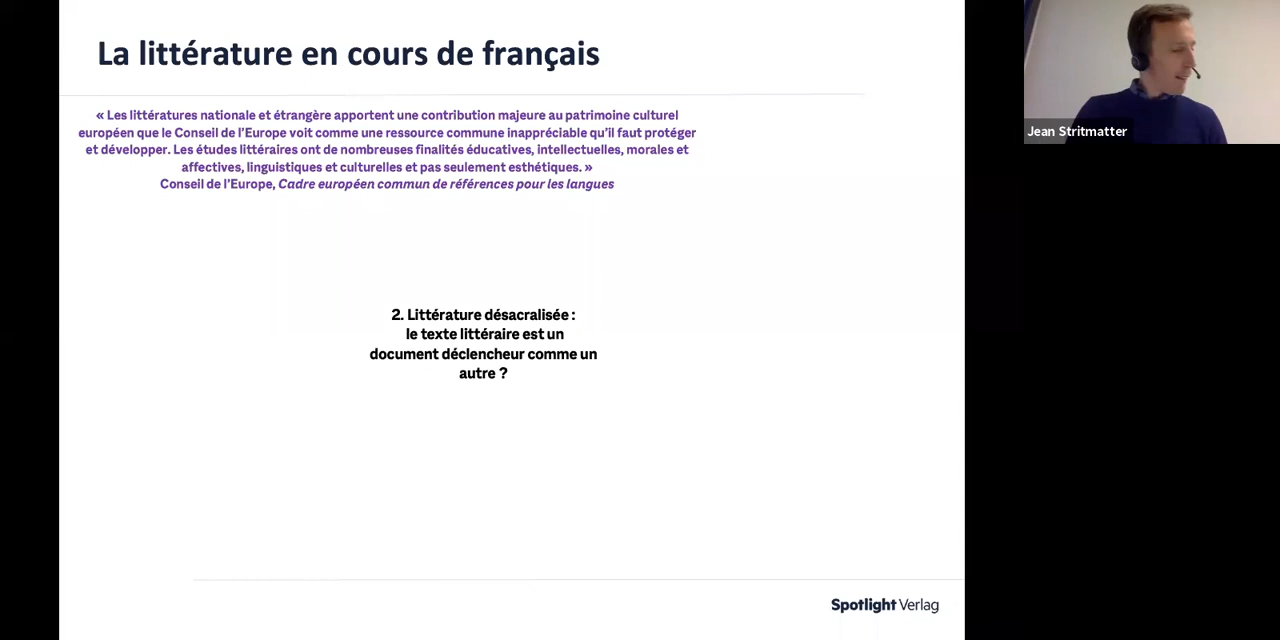 La littérature en cours de français
« Les littératures nationale et étrangère apportent une contribution majeure au patrimoine culturel
européen que le Conseil de l'Europe voit comme une ressource commune inappréciable qu'il faut protéger
et développer. Les études littéraires ont de nombreuses finalités éducatives, intellectuelles, morales et
affectives, linguistiques et culturelles et pas seulement esthétiques. »
Conseil de l'Europe, Cadre européen commun de références pour les langues
2. Littérature désacralisée :
le texte littéraire est un
document déclencheur comme un
autre ?
Spotlight Verlag
Jean Stritmatter